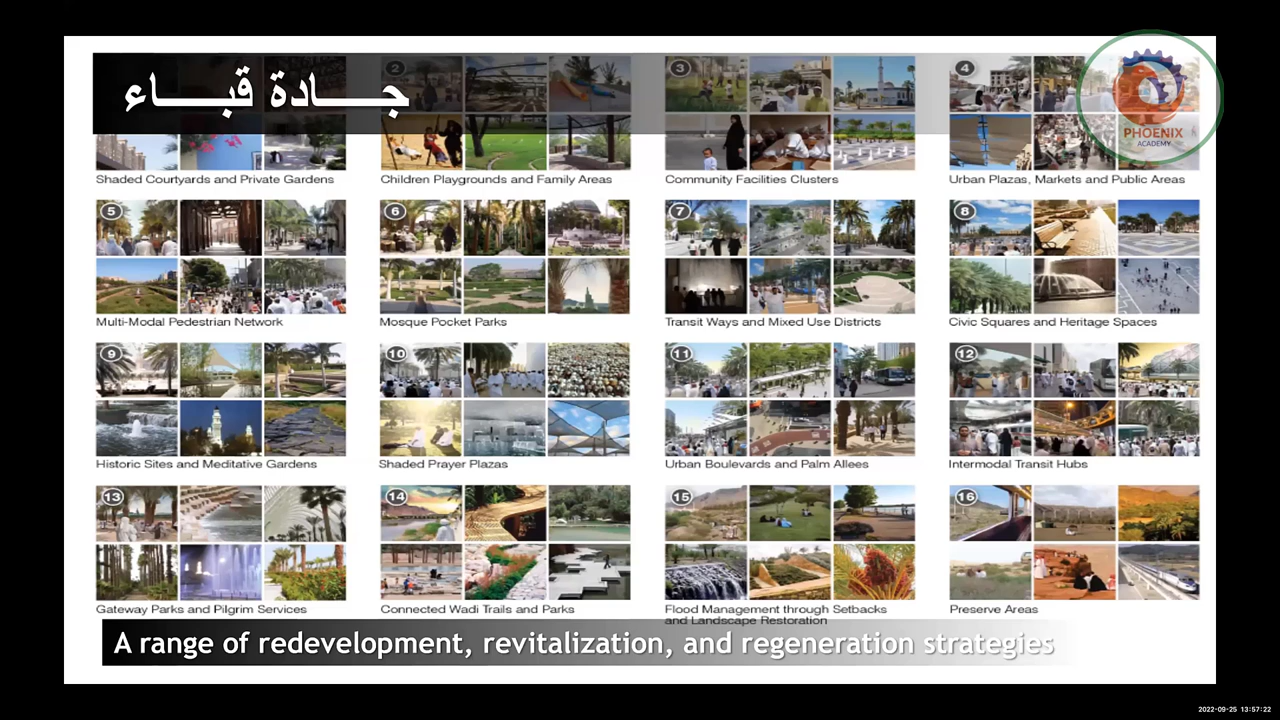 جـــــادة قبـــــاء
PHOENIX
ACADEMY
2
3
4
Shaded Courtyards and Private Gardens
Children Playgrounds and Family Areas
Community Facilities Clusters
Urban Plazas, Markets and Public Areas
5
6
7
8
Multi-Modal Pedestrian Network
Mosque Pocket Parks
Transit Ways and Mixed Use Districts
Civic Squares and Heritage Spaces
9
10
11
12
Historic Sites and Meditative Gardens
Shaded Prayer Plazas
Urban Boulevards and Palm Allees
Intermodal Transit Hubs
13
14
15
16
Gateway Parks and Pilgrim Services
Connected Wadi Trails and Parks
Flood Management through Setbacks
and Landscape Restoration
Preserve Areas
A range of redevelopment, revitalization, and regeneration strategies
2022-09-25 13:57:22